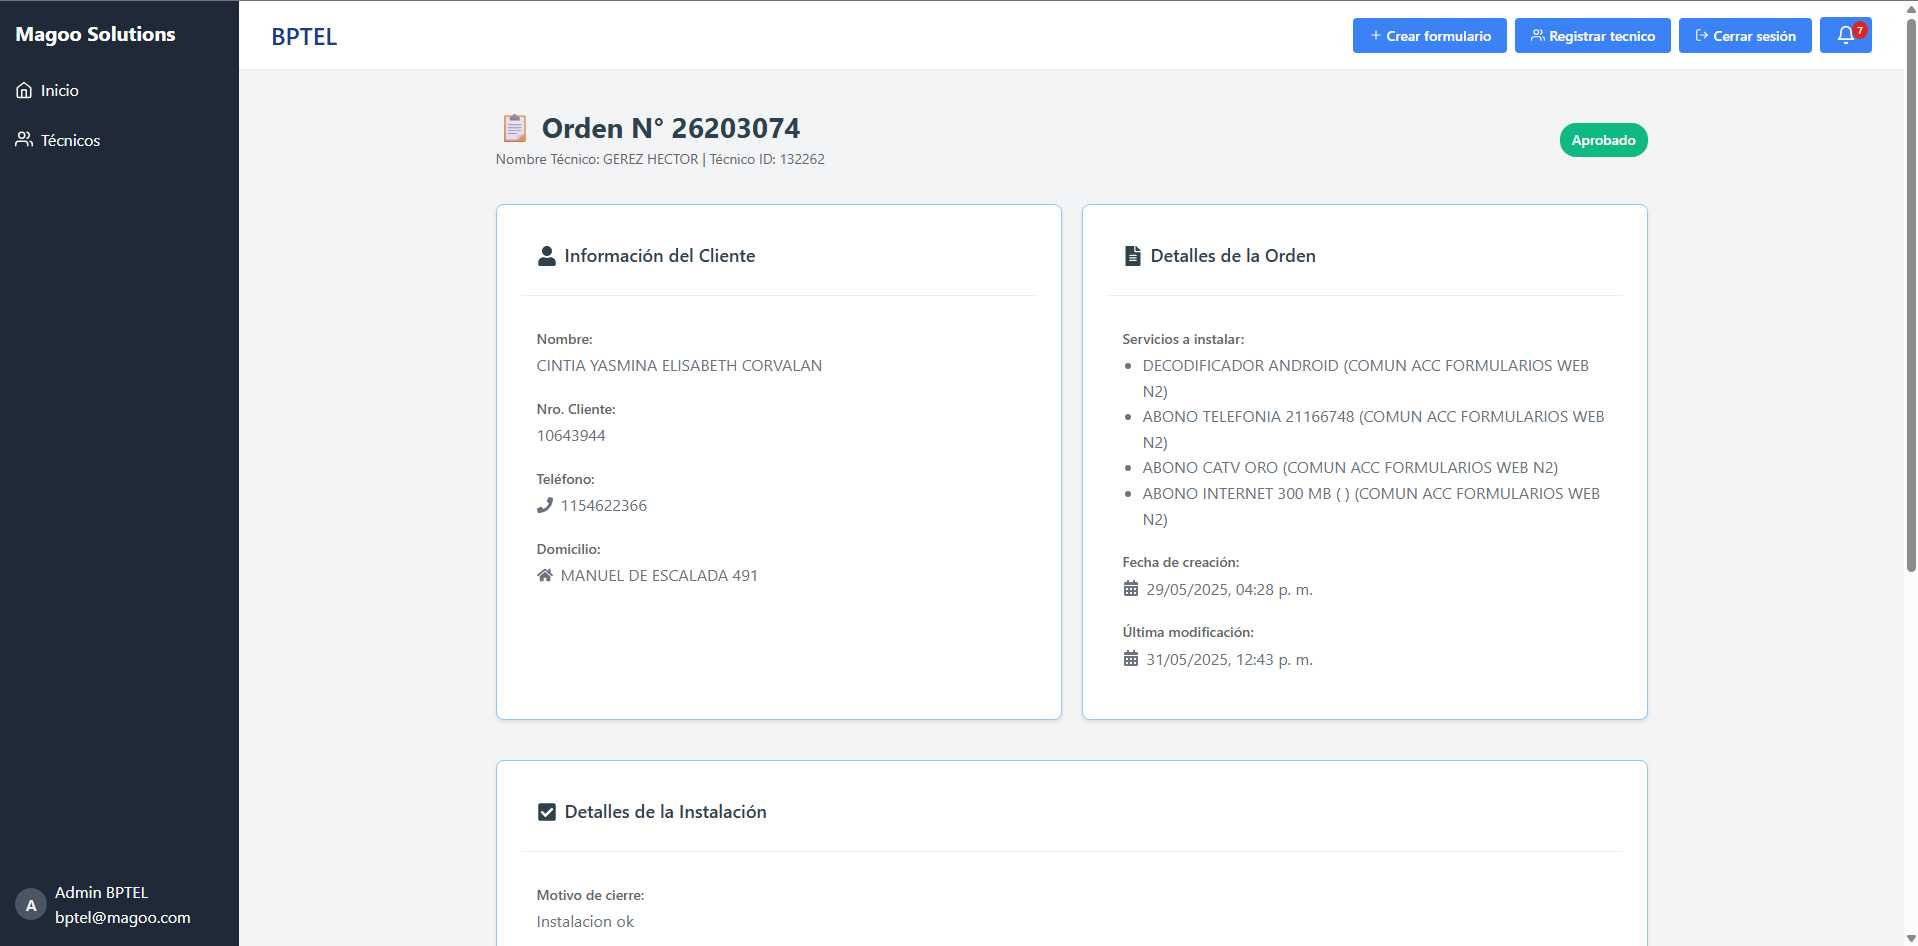 Magoo Solutions
Inicio
Técnicos
BPTEL
Crear formulario
Registrar tecnico
Cerrar sesión
7
Orden N° 26203074
Nombre Técnico: GEREZ HECTOR | Técnico ID: 132262
Aprobado
Información del Cliente
Nombre:
CINTIA YASMINA ELISABETH CORVALAN
Nro. Cliente:
10643944
Teléfono:
1154622366
Domicilio:
MANUEL DE ESCALADA 491
Detalles de la Orden
Servicios a instalar:
DECODIFICADOR ANDROID (COMUN ACC FORMULARIOS WEB
N2)
ABONO TELEFONIA 21166748 (COMUN ACC FORMULARIOS WEB
N2)
ABONO CATV ORO (COMUN ACC FORMULARIOS WEB N2)
ABONO INTERNET 300 MB ( ) (COMUN ACC FORMULARIOS WEB
N2)
Fecha de creación:
29/05/2025, 04:28 p. m.
Última modificación:
31/05/2025, 12:43 p. m.
Detalles de la Instalación
Motivo de cierre:
Instalacion ok
A
Admin BPTEL
bptel@magoo.com